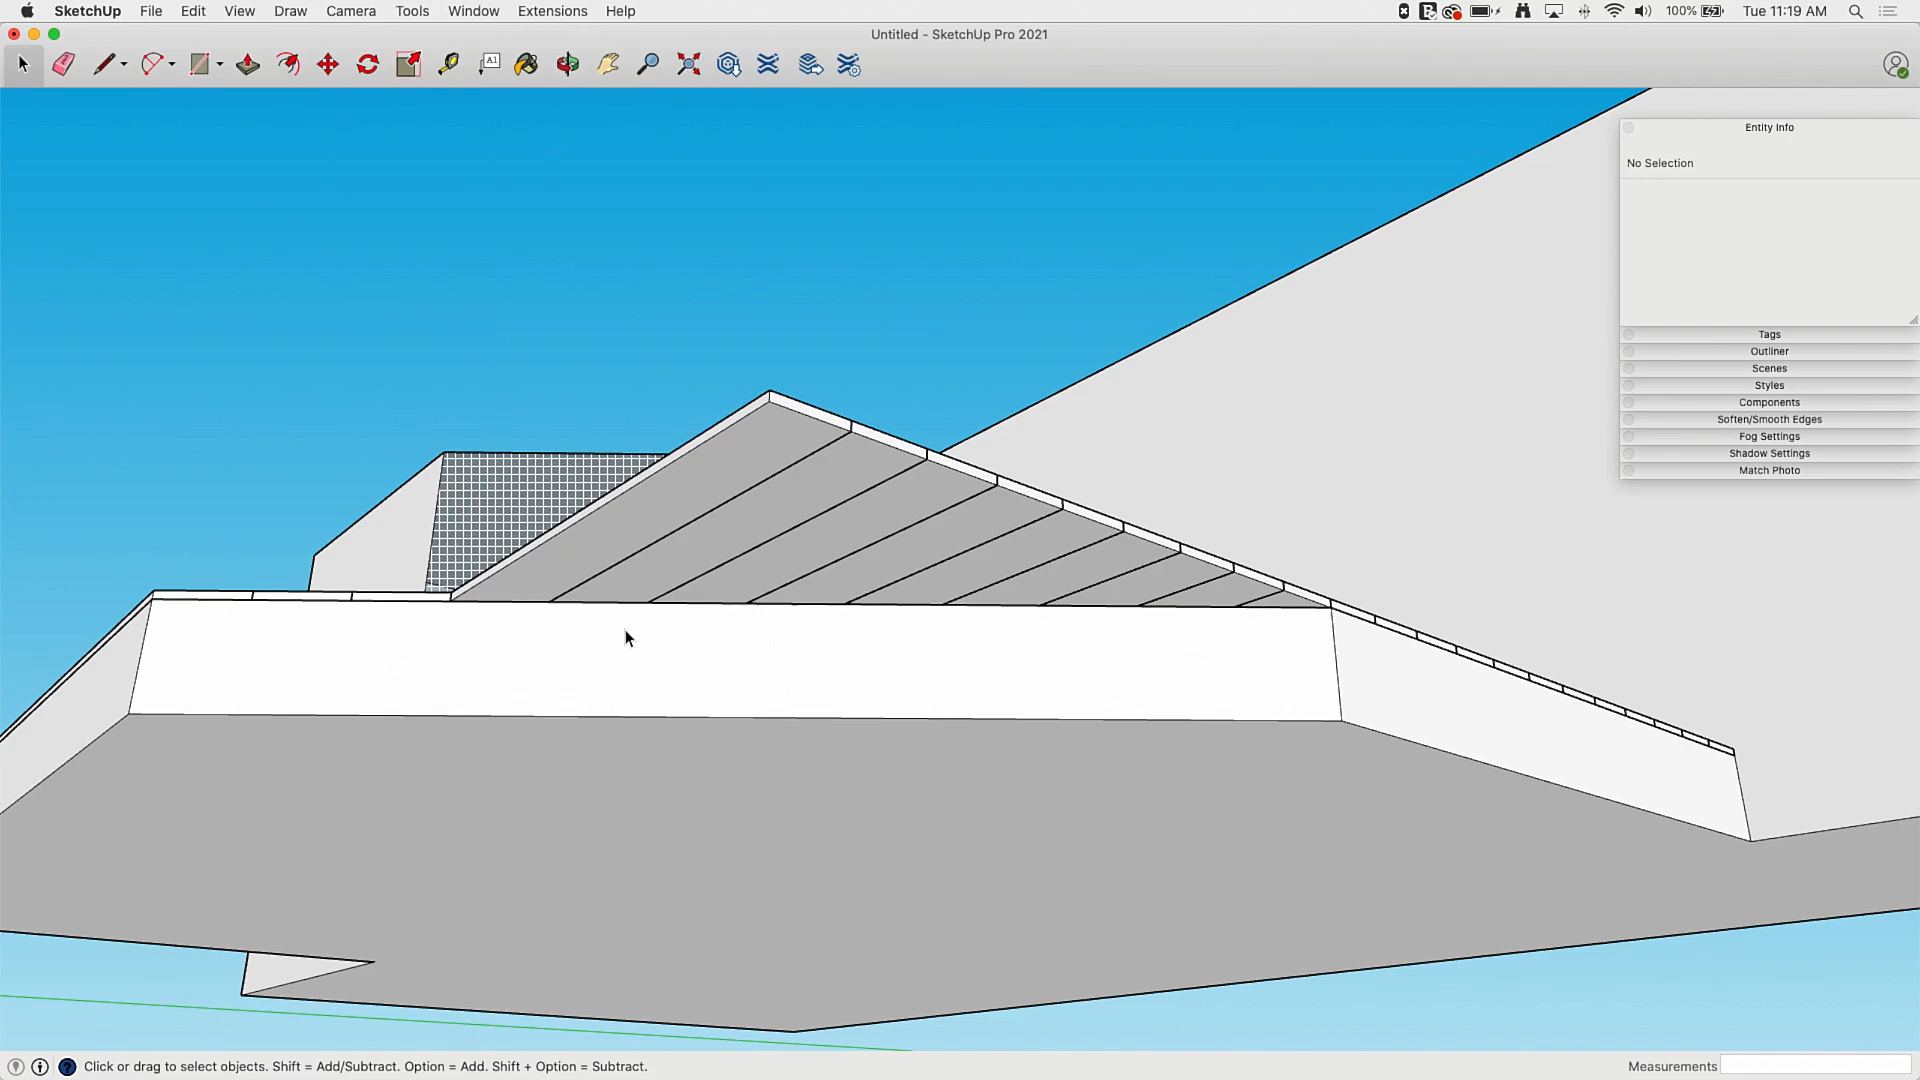 SketchUp File Edit View Draw Camera Tools Window Extensions Help 100% Tue 11:19 AM
Untitled - SketchUp Pro 2021
A1
Entity Info
No Selection
Tags
Outliner
Scenes
Styles
Components
Soften/Smooth Edges
Fog Settings
Shadow Settings
Match Photo
Click or drag to select objects. Shift = Add/Subtract. Option = Add. Shift + Option = Subtract. Measurements